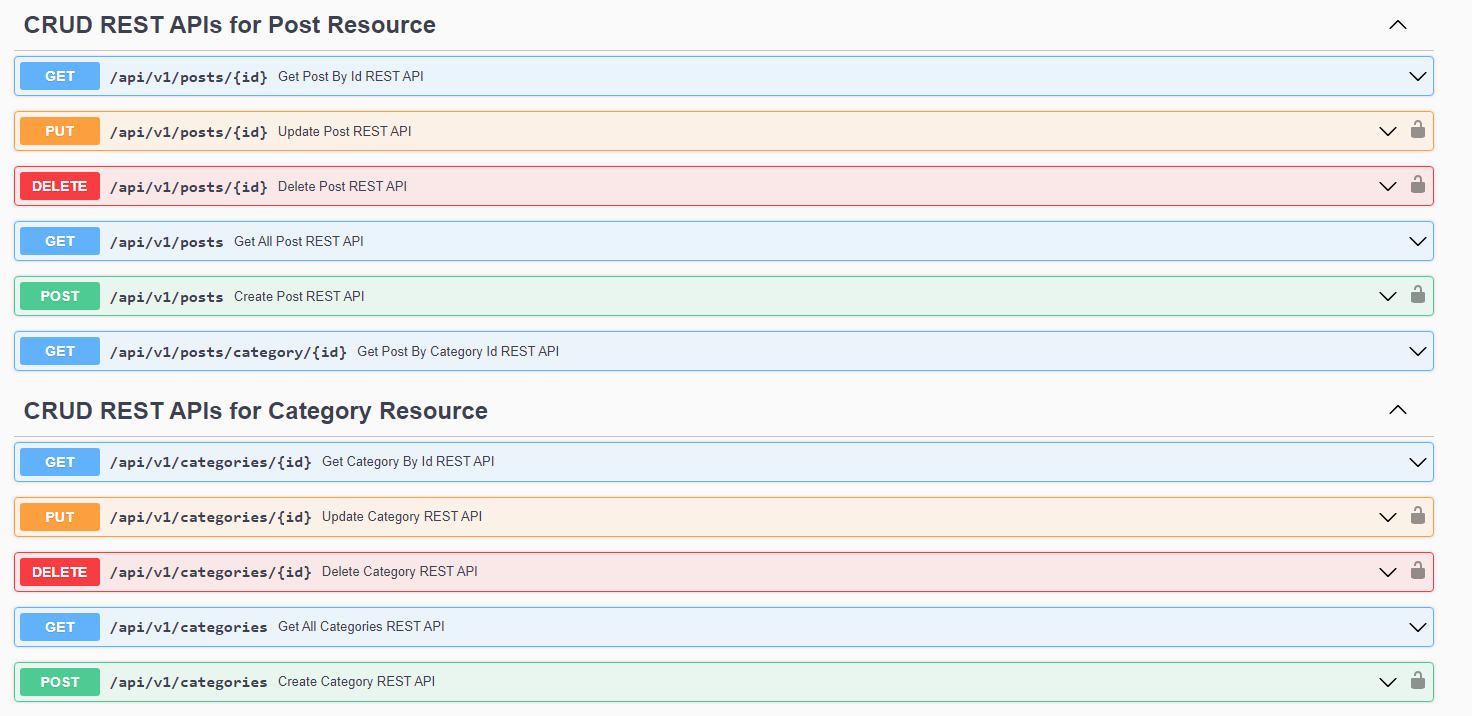 CRUD REST APIs for Post Resource
GET /api/v1/posts/{id} Get Post By Id REST API
PUT /api/v1/posts/{id} Update Post REST API
DELETE /api/v1/posts/{id} Delete Post REST API
GET /api/v1/posts Get All Post REST API
POST /api/v1/posts Create Post REST API
GET /api/v1/posts/category/{id} Get Post By Category Id REST API
CRUD REST APIs for Category Resource
GET /api/v1/categories/{id} Get Category By Id REST API
PUT /api/v1/categories/{id} Update Category REST API
DELETE /api/v1/categories/{id} Delete Category REST API
GET /api/v1/categories Get All Categories REST API
POST /api/v1/categories Create Category REST API